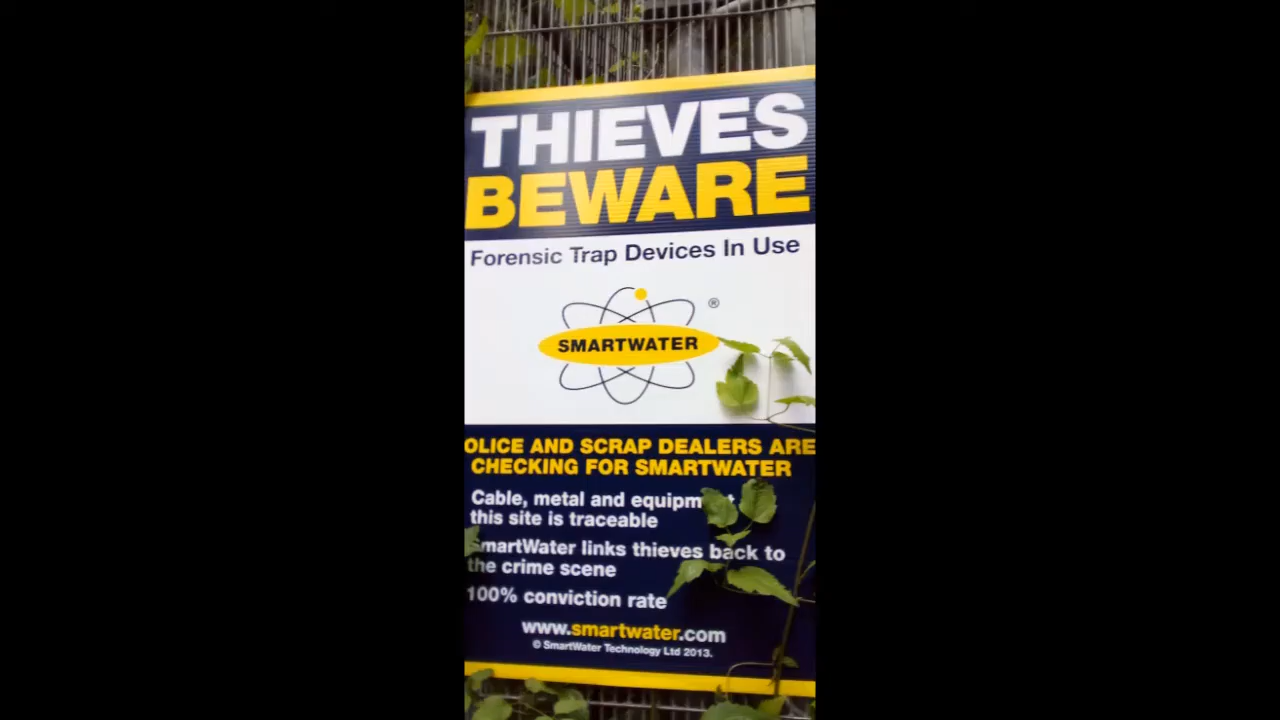 THIEVES
BEWARE
Forensic Trap Devices In Use
®
SMARTWATER
OLICE AND SCRAP DEALERS ARE
CHECKING FOR SMARTWATER
Cable, metal and equipm
this site is traceable
SmartWater links thieves back to
the crime scene
100% conviction rate
www.smartwater.com
© SmartWater Technology Ltd 2013.